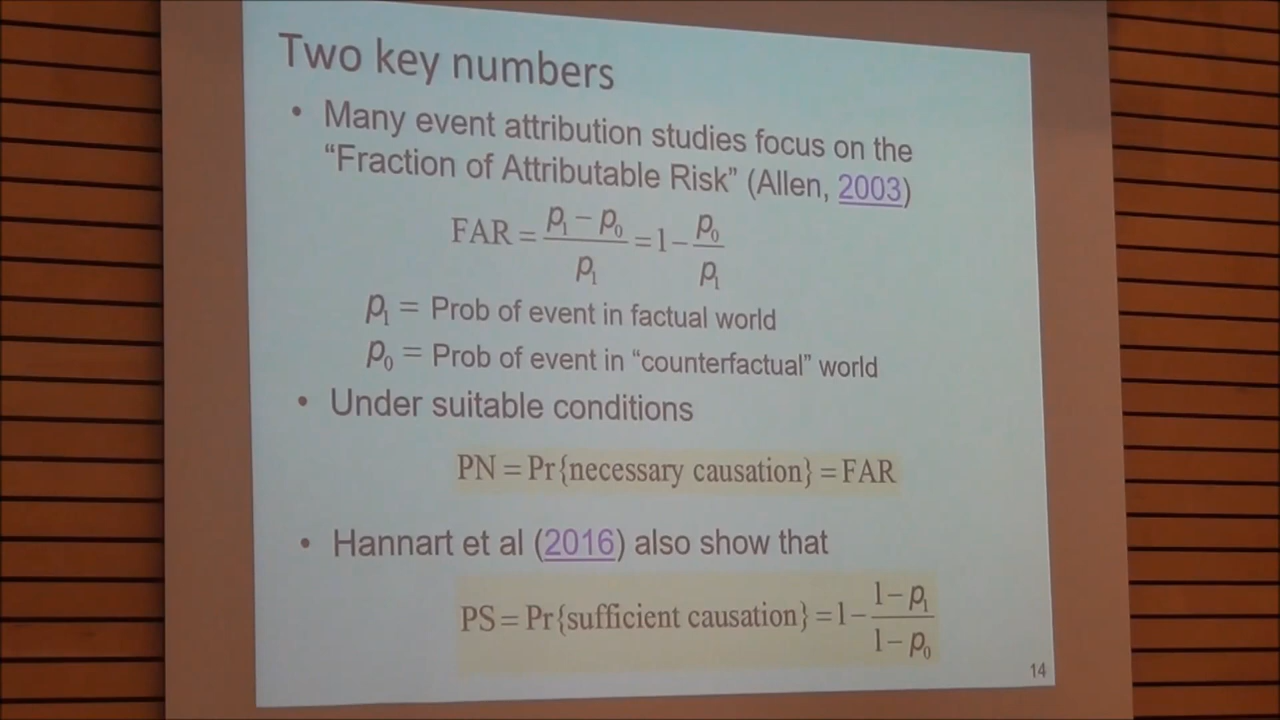 Two key numbers
• Many event attribution studies focus on the
“Fraction of Attributable Risk” (Allen, 2003)
FAR = (p₁ − p₀)/p₁ = 1 − p₀/p₁
p₁ = Prob of event in factual world
p₀ = Prob of event in “counterfactual” world
• Under suitable conditions
PN = Pr{necessary causation} = FAR
• Hannart et al (2016) also show that
PS = Pr{sufficient causation} = 1 − (1 − p₁)/(1 − p₀)
14